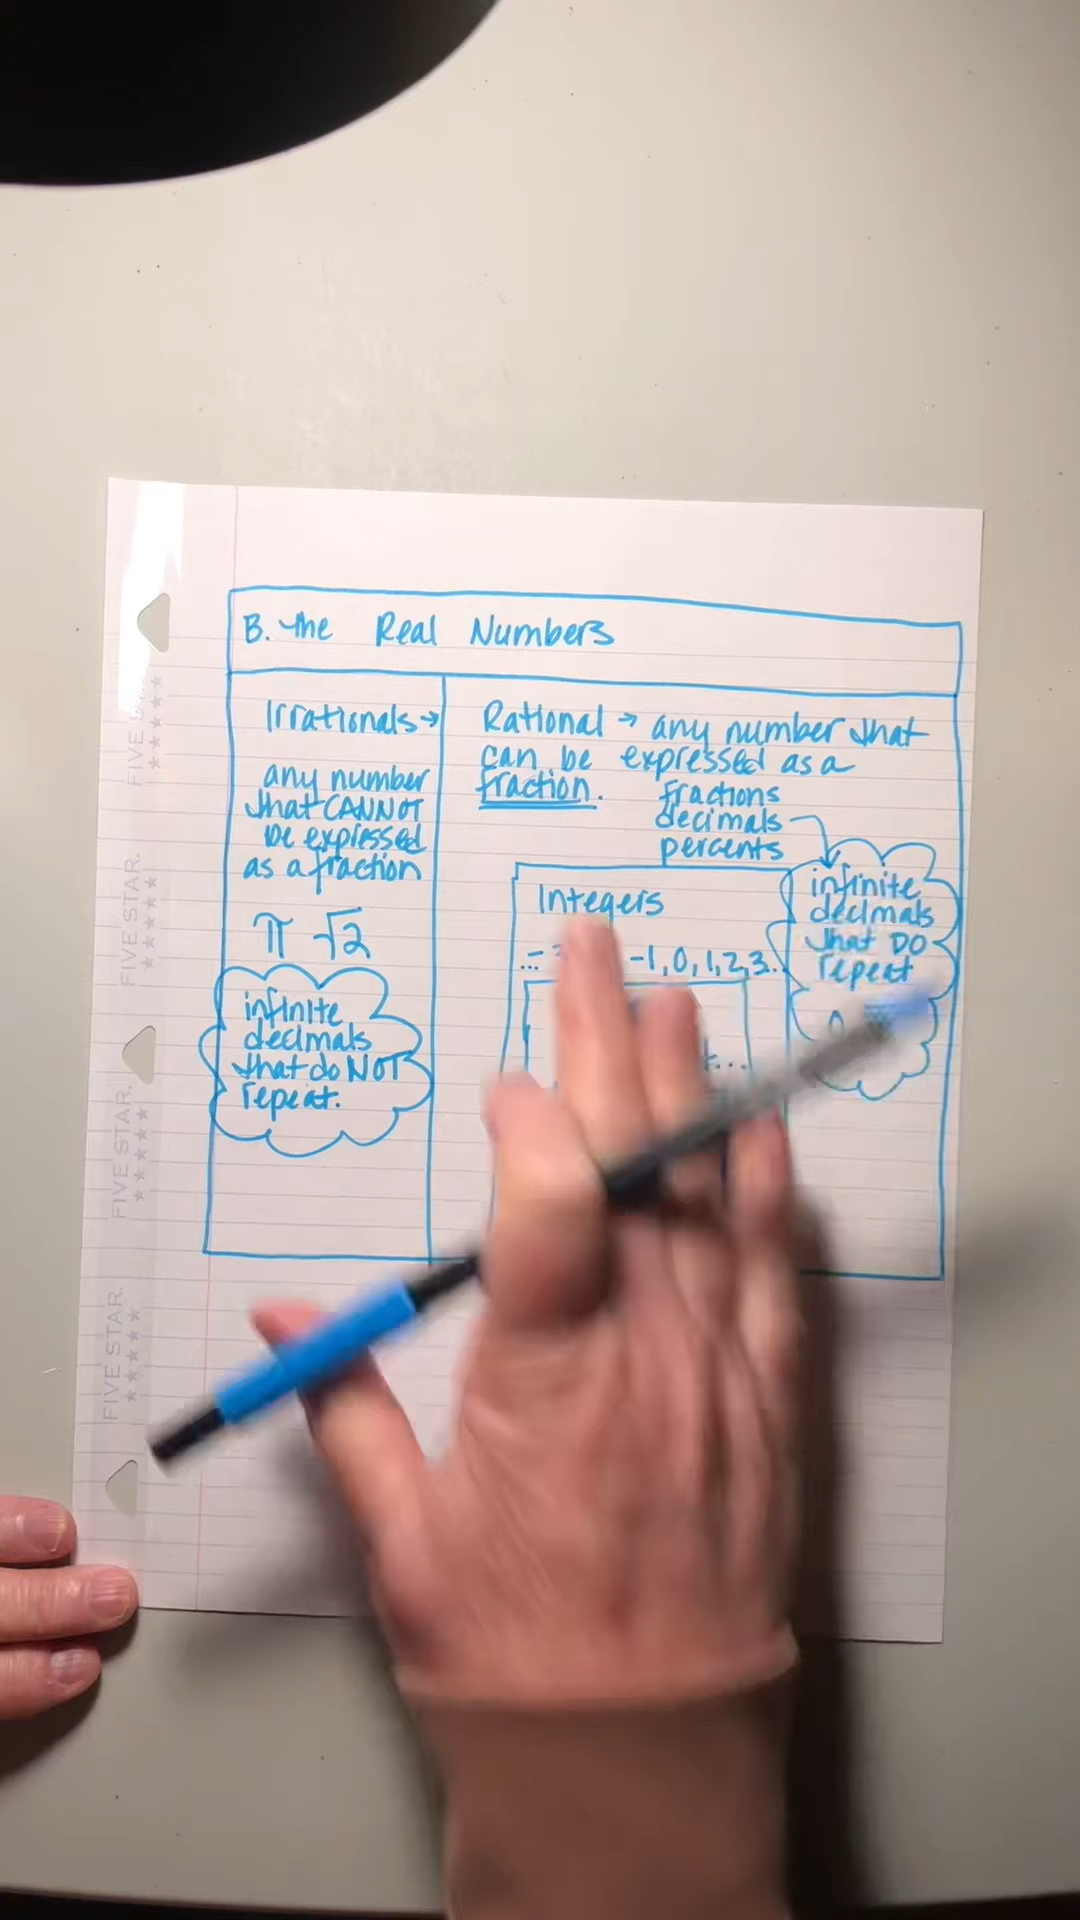 B. The Real Numbers
Irrationals →
any number
that CANNOT
be expressed
as a fraction
π √2
infinite
decimals
that do NOT
repeat.
Rational → any number that
can be expressed as a
fraction.
fractions
decimals
percents
Integers
...- -1,0,1,2,3...
infinite
decimals
that DO
repeat
FIVE STAR.
FIVE STAR.
FIVE STAR.
FIVE STAR.